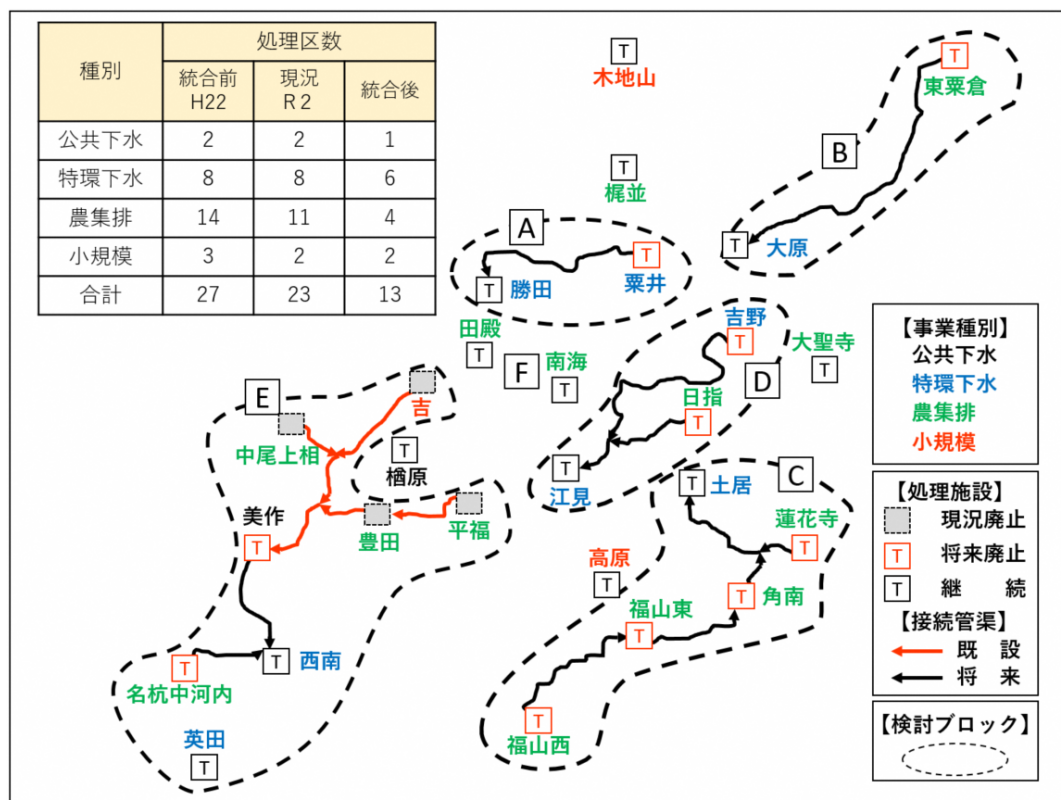 種別 処理区数
統合前 H22 現況 R２ 統合後
公共下水 2 2 1
特環下水 8 8 6
農集排 14 11 4
小規模 3 2 2
合計 27 23 13
T
木地山
T
東粟倉
B
T
梶並
T
大原
A
T
粟井
T
勝田
田殿
T
F
南海
T
吉野
T
D
大聖寺
T
日指
T
T
江見
E
吉
中尾上相
T
楢原
美作
T
豊田
平福
T
土居
C
蓮花寺
T
高原
T
福山東
T
T
角南
T
福山西
T
西南
T
名杭中河内
英田
T
【事業種別】
公共下水
特環下水
農集排
小規模
【処理施設】
現況廃止
T 将来廃止
T 継　続
【接続管渠】
既　設
将　来
【検討ブロック】